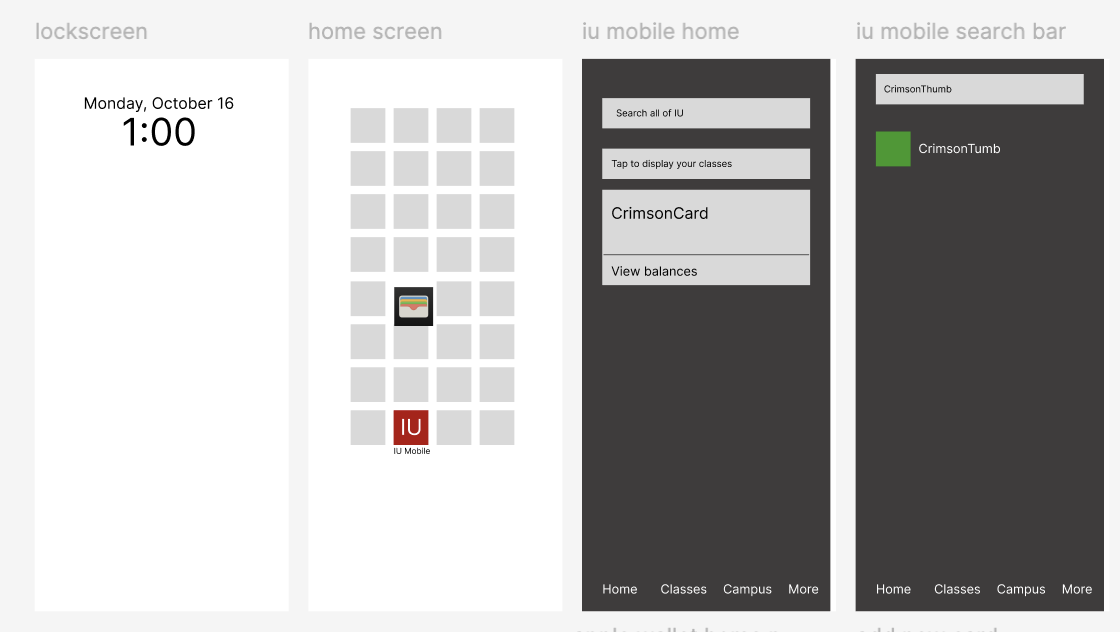 lockscreen
home screen
iu mobile home
iu mobile search bar
Monday, October 16
1:00
IU
IU Mobile
Search all of IU
Tap to display your classes
CrimsonCard
View balances
Home Classes Campus More
CrimsonThumb
CrimsonTumb
Home Classes Campus More